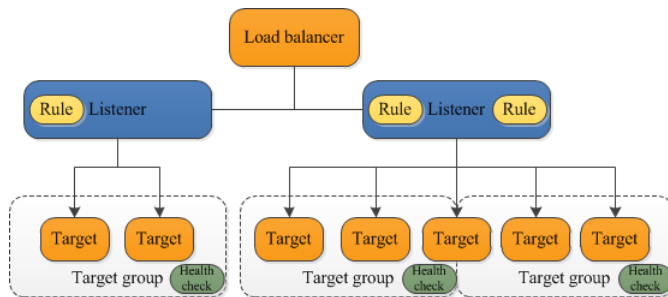 Load balancer
Rule Listener
Rule Listener Rule
Target Target
Target Target Target Target Target
Target group Health check
Target group Health check
Target group Health check